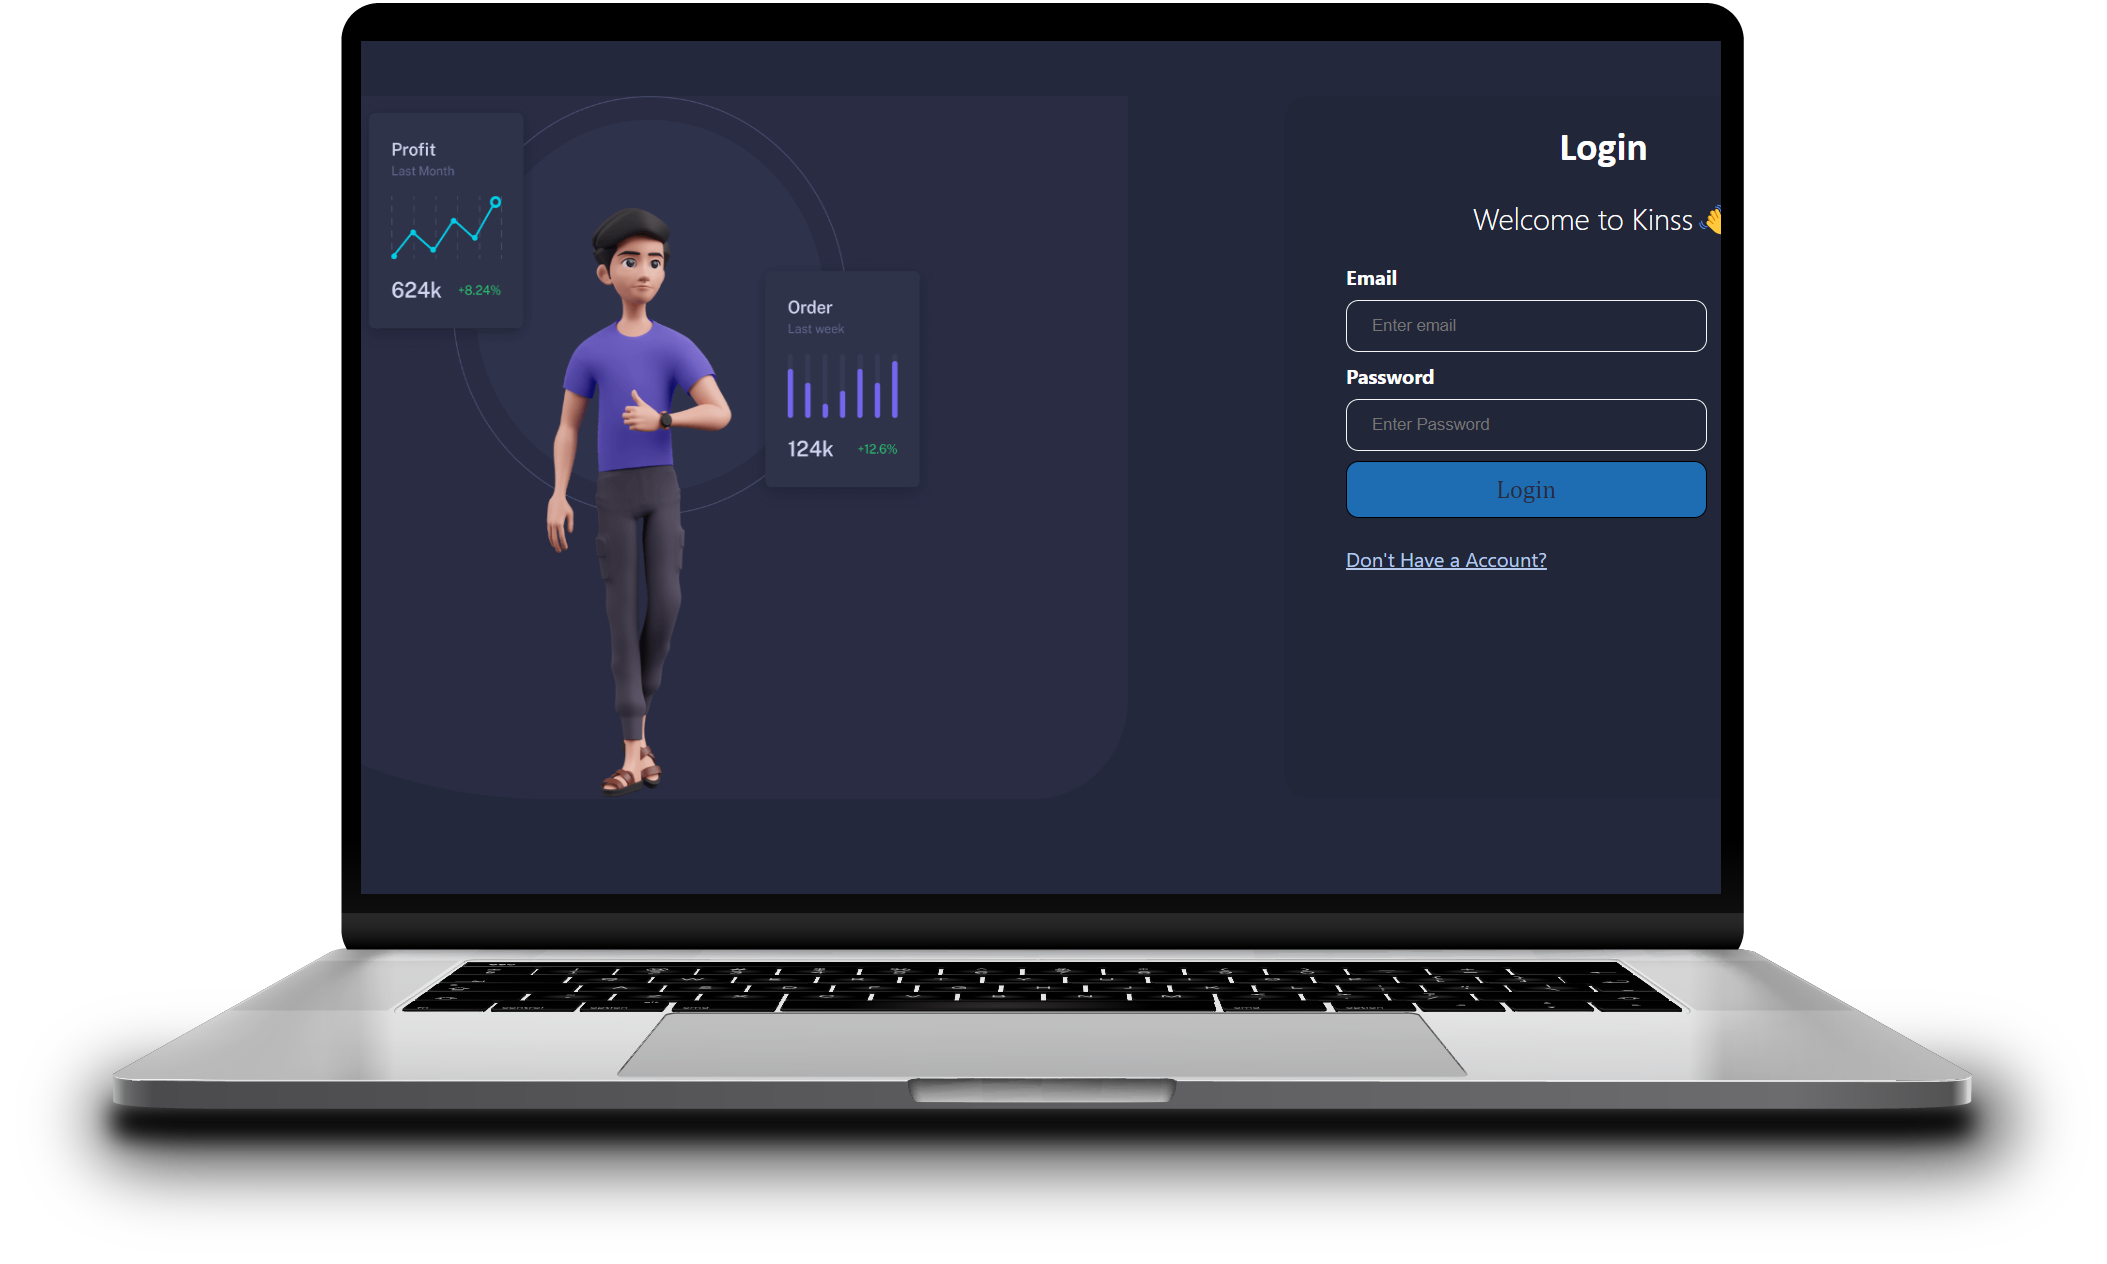 Profit
Last Month
624k +8.24%
Order
Last week
124k +12.6%
Login
Welcome to Kinss 👋
Email
Enter email
Password
Enter Password
Login
Don't Have a Account?